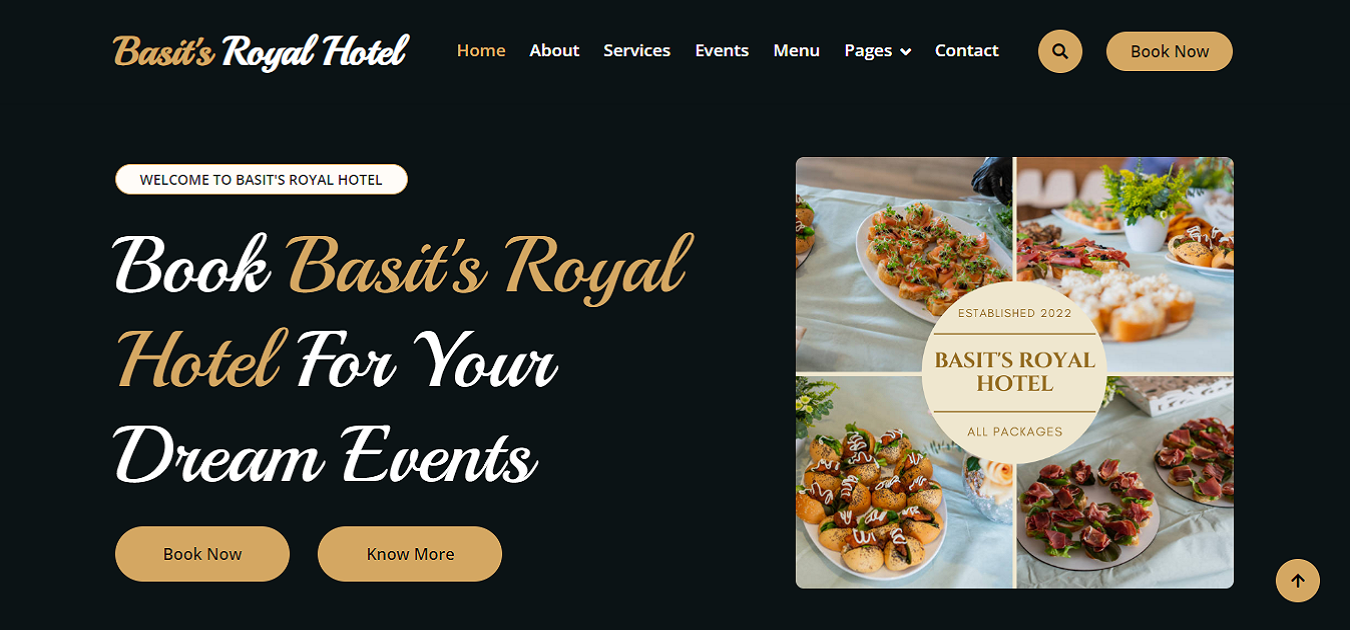 Basit's Royal Hotel
Home About Services Events Menu Pages Contact
Book Now
WELCOME TO BASIT'S ROYAL HOTEL
Book Basit's Royal
Hotel For Your
Dream Events
Book Now Know More
ESTABLISHED 2022
BASIT'S ROYAL
HOTEL
ALL PACKAGES